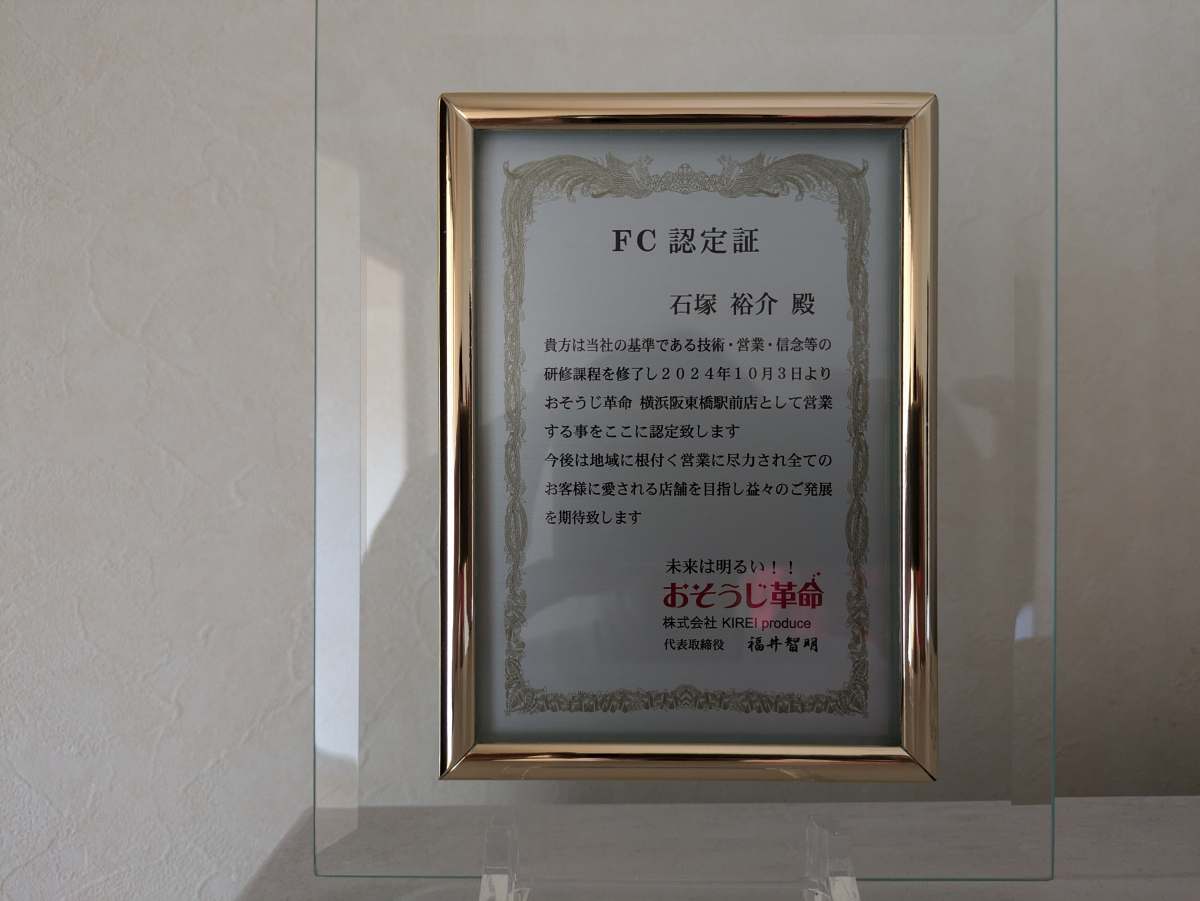 FC 認定証
石塚 裕介 殿
貴方は当社の基準である技術・営業・信念等の
研修課程を修了し２０２４年１０月３日より
おそうじ革命 横浜阪東橋駅前店として営業
する事をここに認定致します
今後は地域に根付く営業に尽力され全ての
お客様に愛される店舗を目指し益々のご発展
を期待致します
未来は明るい！！
おそうじ革命
株式会社 KIREI produce
代表取締役 福井智明